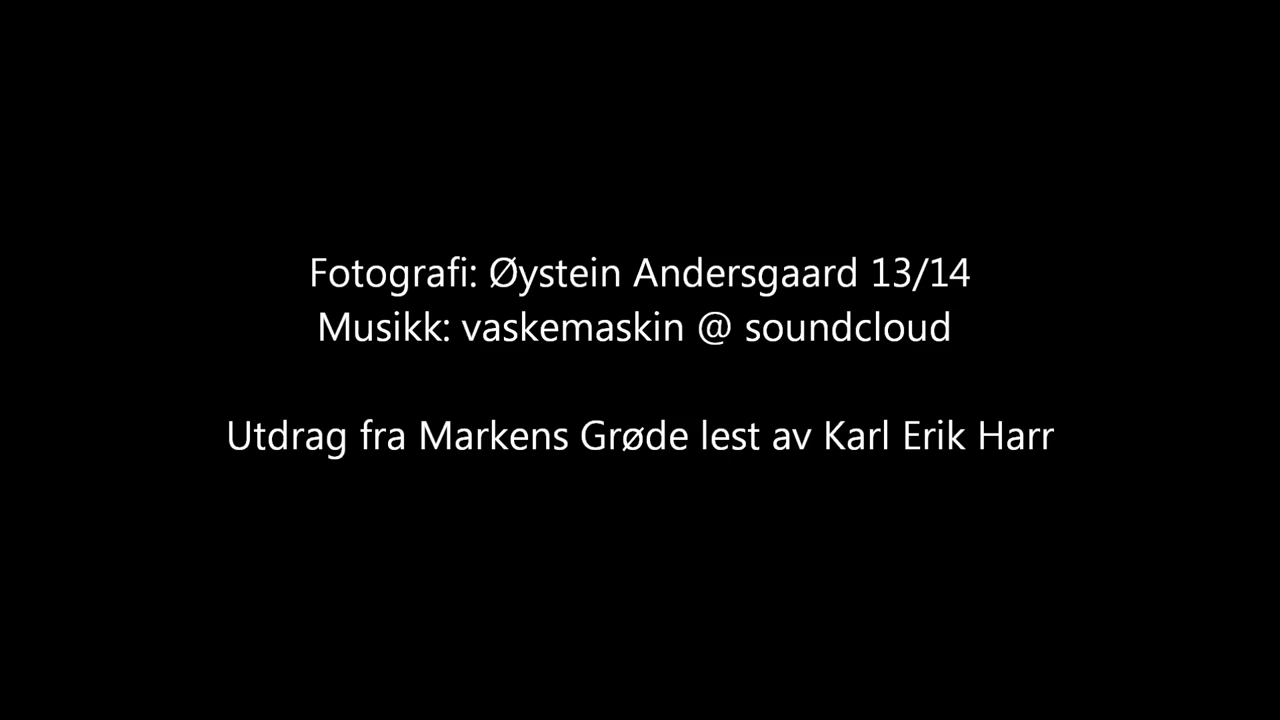 Fotografi: Øystein Andersgaard 13/14
Musikk: vaskemaskin @ soundcloud
Utdrag fra Markens Grøde lest av Karl Erik Harr